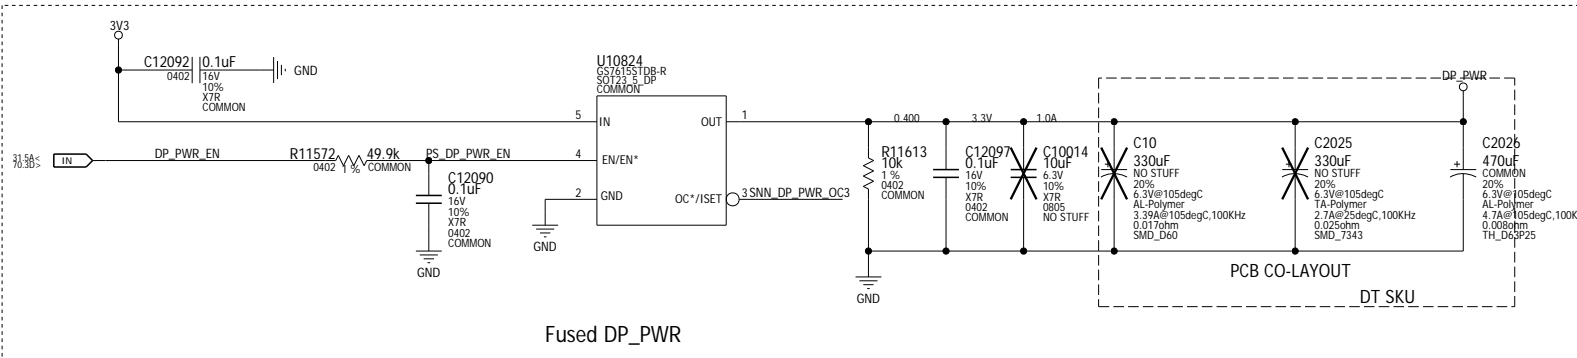 3V3
C12092
0402
0.1uF
16V
10%
X7R
COMMON
GND
U10824
GS7615STDB-R
SOT23_5_DP
COMMON
5
IN
OUT
1
4
EN/EN*
2
GND
OC*/ISET
3
SNN_DP_PWR_OC3
31.5A<
70.3D>
IN
DP_PWR_EN
R11572
49.9k
0402
1 %
COMMON
PS_DP_PWR_EN
C12090
0.1uF
16V
10%
X7R
0402
COMMON
GND
GND
0.400
3.3V
1.0A
R11613
10k
1 %
0402
COMMON
GND
C12097
0.1uF
16V
10%
X7R
0402
COMMON
C10014
10uF
6.3V
10%
X7R
0805
NO STUFF
C10
330uF
NO STUFF
20%
6.3V@105degC
AL-Polymer
3.39A@105degC,100KHz
0.017ohm
SMD_D60
C2025
330uF
NO STUFF
20%
6.3V@105degC
TA-Polymer
2.7A@25degC,100KHz
0.025ohm
SMD_7343
DP_PWR
C2026
470uF
COMMON
20%
6.3V@105degC
AL-Polymer
4.7A@105degC,100K
0.008ohm
TH_D63P25
PCB CO-LAYOUT
DT SKU
Fused DP_PWR